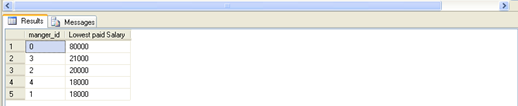 Results Messages
manger_id Lowest paid Salary
1 0 80000
2 3 21000
3 2 20000
4 4 18000
5 1 18000